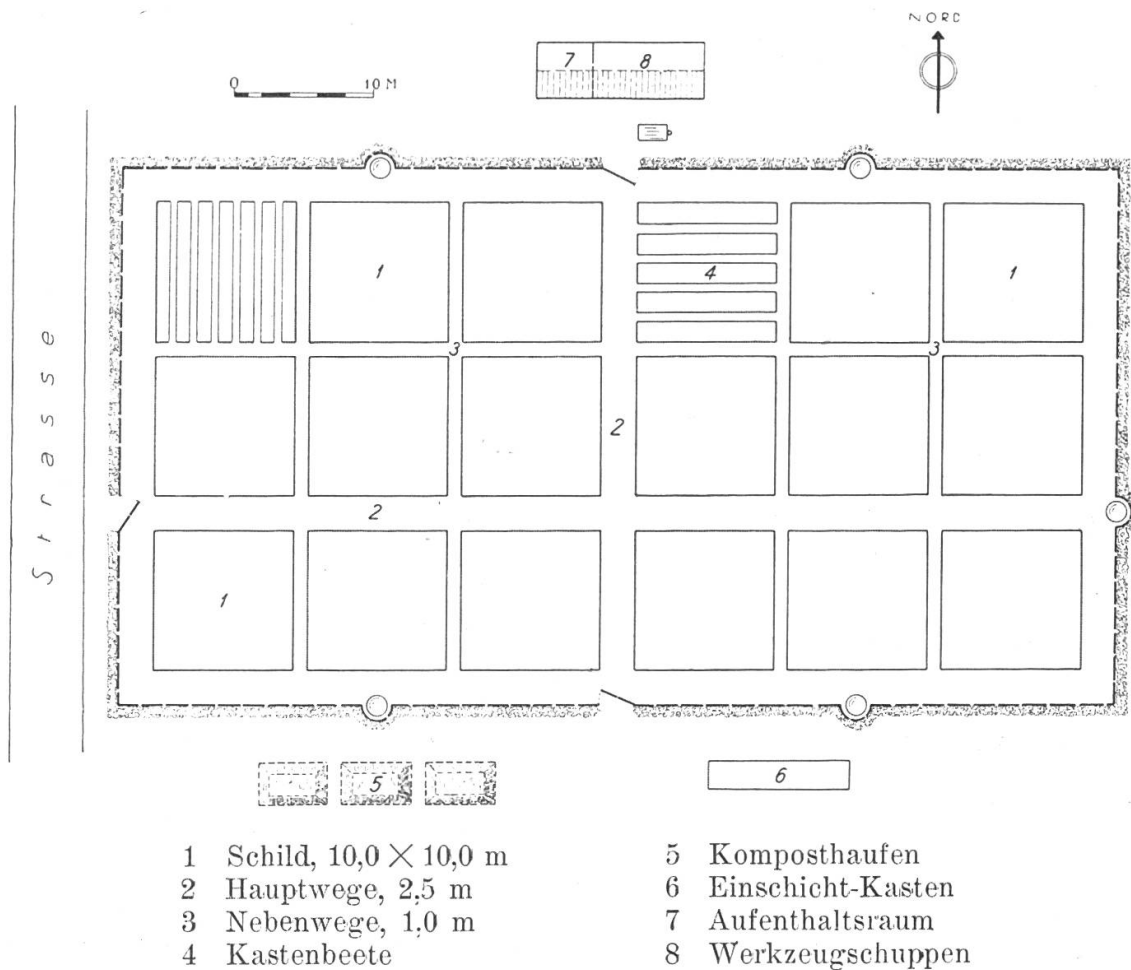 NORD
0 10 M
7 8
1 4 1
3 3
2
2
1
Strasse
5 6
1 Schild, 10,0 × 10,0 m
2 Hauptwege, 2,5 m
3 Nebenwege, 1,0 m
4 Kastenbeete
5 Komposthaufen
6 Einschicht-Kasten
7 Aufenthaltsraum
8 Werkzeugschuppen